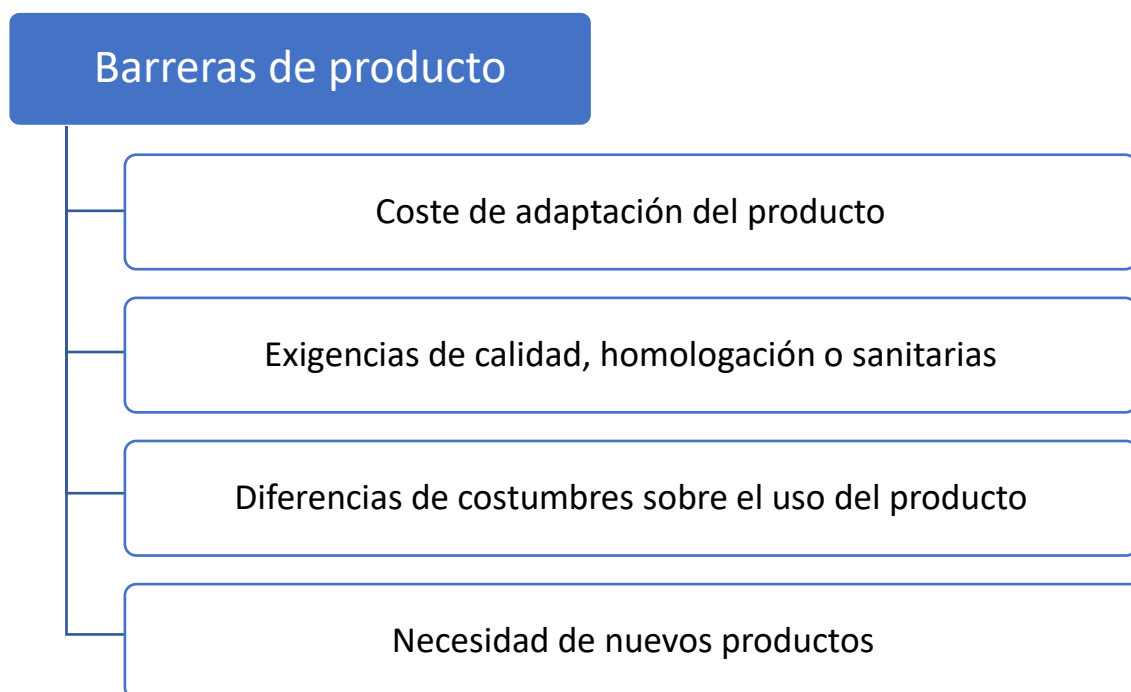 Barreras de producto
Coste de adaptación del producto
Exigencias de calidad, homologación o sanitarias
Diferencias de costumbres sobre el uso del producto
Necesidad de nuevos productos